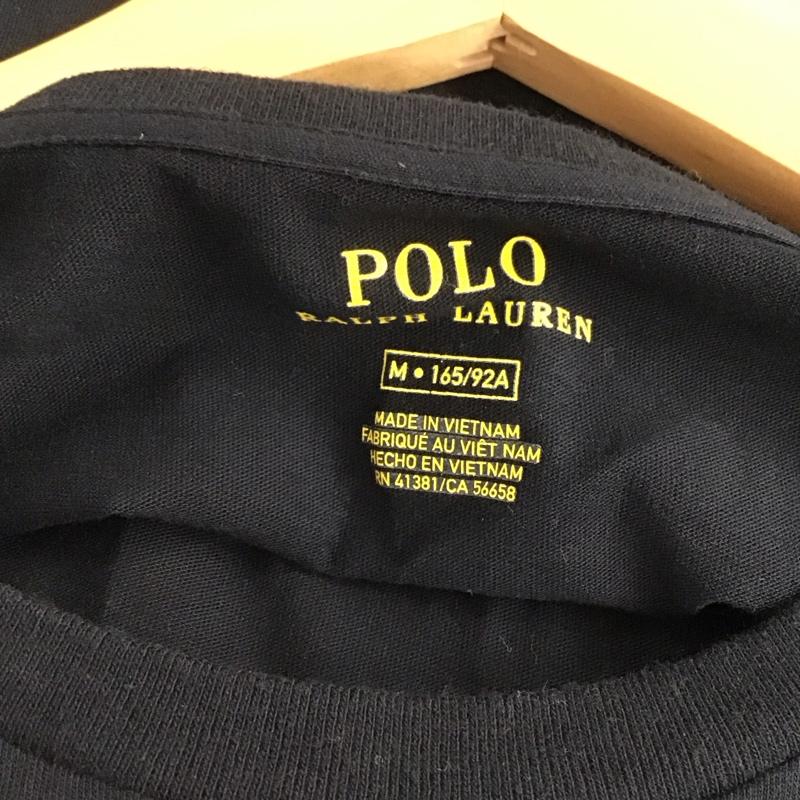 POLO
RALPH LAUREN
M • 165/92A
MADE IN VIETNAM
FABRIQUÉ AU VIÊT NAM
HECHO EN VIETNAM
RN 41381/CA 56658